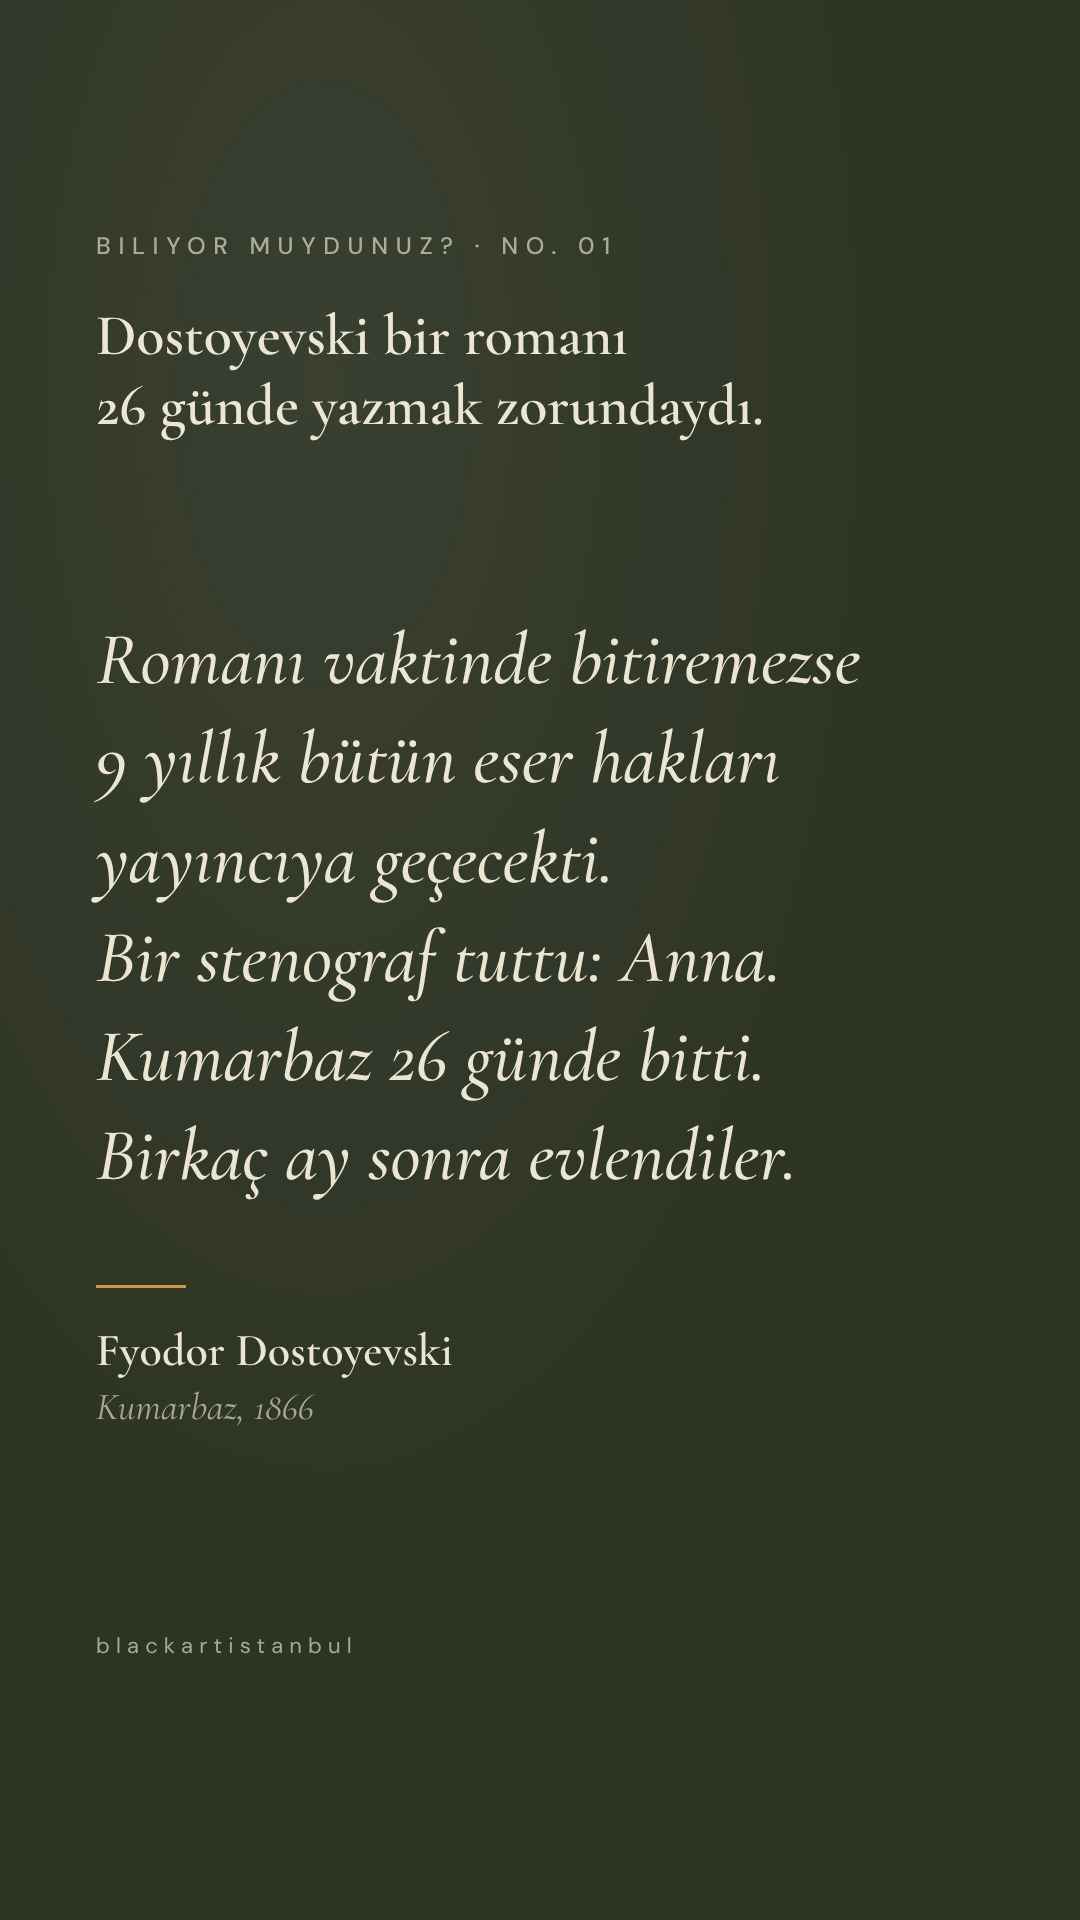 BILIYOR MUYDUNUZ? · NO. 01
Dostoyevski bir romanı
26 günde yazmak zorundaydı.
Romanı vaktinde bitiremezse
9 yıllık bütün eser hakları
yayıncıya geçecekti.
Bir stenograf tuttu: Anna.
Kumarbaz 26 günde bitti.
Birkaç ay sonra evlendiler.
Fyodor Dostoyevski
Kumarbaz, 1866
blackartistanbul